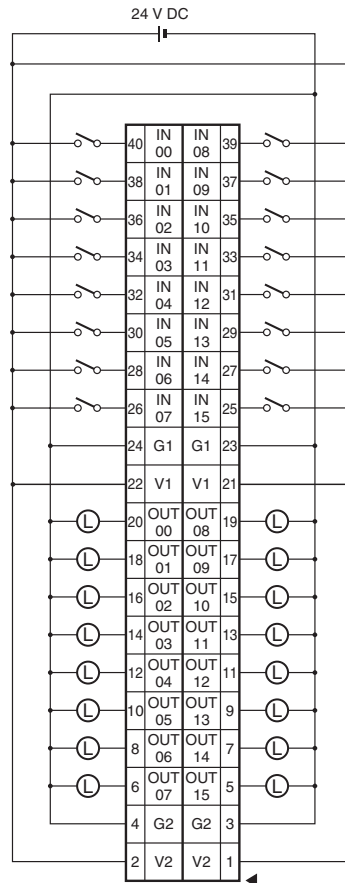 24 V DC
40 IN 00 IN 08 39
38 IN 01 IN 09 37
36 IN 02 IN 10 35
34 IN 03 IN 11 33
32 IN 04 IN 12 31
30 IN 05 IN 13 29
28 IN 06 IN 14 27
26 IN 07 IN 15 25
24 G1 G1 23
22 V1 V1 21
L 20 OUT 00 OUT 08 19 L
L 18 OUT 01 OUT 09 17 L
L 16 OUT 02 OUT 10 15 L
L 14 OUT 03 OUT 11 13 L
L 12 OUT 04 OUT 12 11 L
L 10 OUT 05 OUT 13 9 L
L 8 OUT 06 OUT 14 7 L
L 6 OUT 07 OUT 15 5 L
4 G2 G2 3
2 V2 V2 1